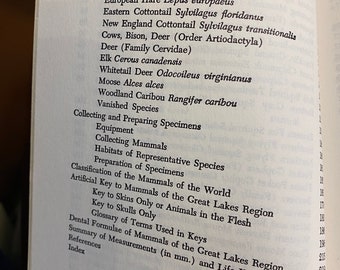 European Hare Lepus europaeus
Eastern Cottontail Sylvilagus floridanus
New England Cottontail Sylvilagus transitionalis
Cows, Bison, Deer (Order Artiodactyla)
Deer (Family Cervidae)
Elk Cervus canadensis
Whitetail Deer Odocoileus virginianus
Moose Alces alces
Woodland Caribou Rangifer caribou
Vanished Species
Collecting and Preparing Specimens
Equipment
Collecting Mammals
Habitats of Representative Species
Preparation of Specimens
Classification of the Mammals of the World
Artificial Key to Mammals of the Great Lakes Region
Key to Skins Only or Animals in the Flesh
Key to Skulls Only
Glossary of Terms Used in Keys
Dental Formulae of Mammals of the Great Lakes Region
Summary of Measurements (in mm.) and Life
References
Index